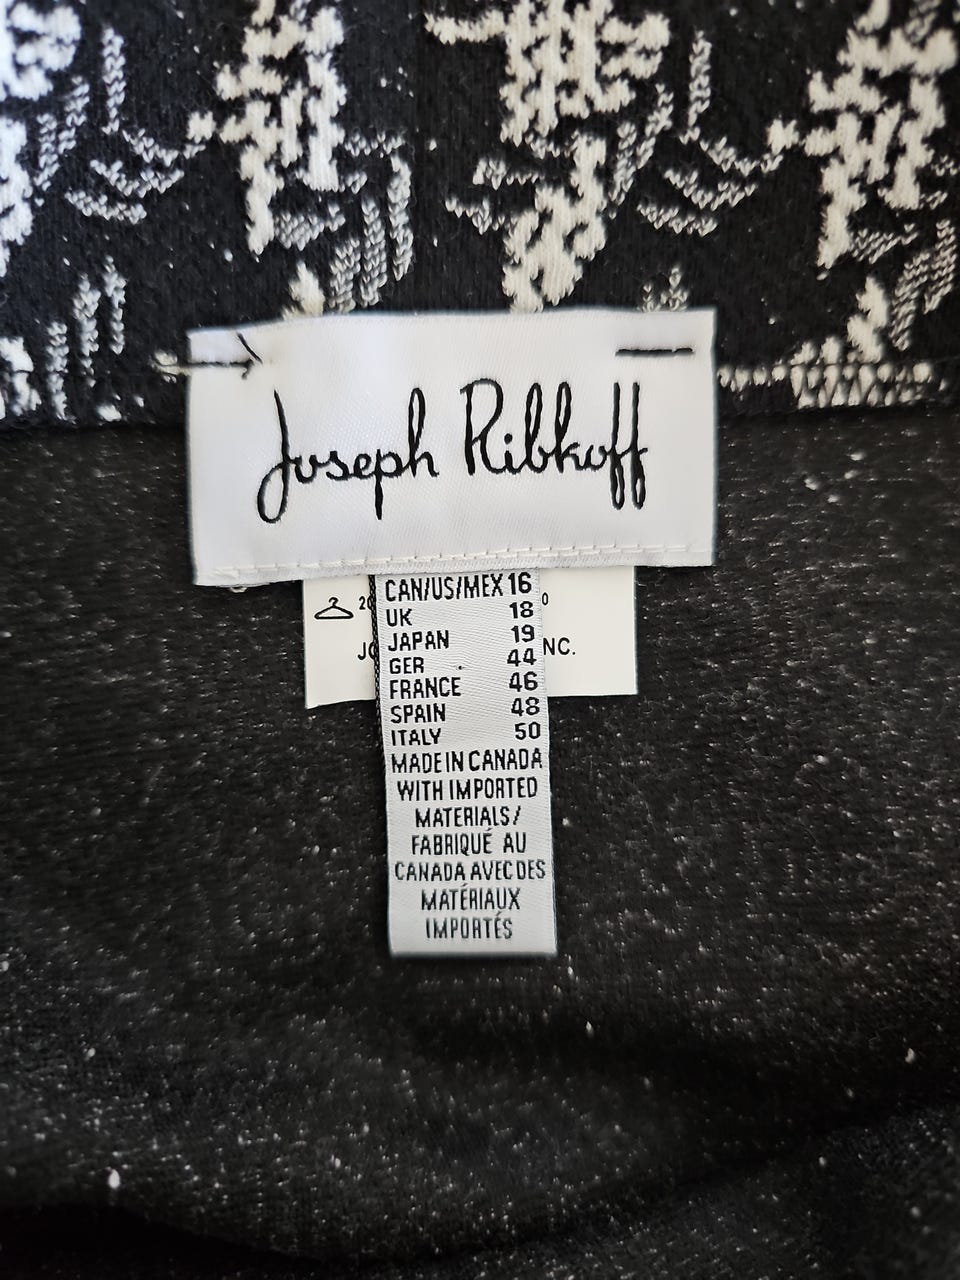 Joseph Ribkoff
CAN/US/MEX 16
UK 18
JAPAN 19
GER 44
FRANCE 46
SPAIN 48
ITALY 50
MADE IN CANADA
WITH IMPORTED
MATERIALS/
FABRIQUÉ AU
CANADA AVEC DES
MATÉRIAUX
IMPORTÉS